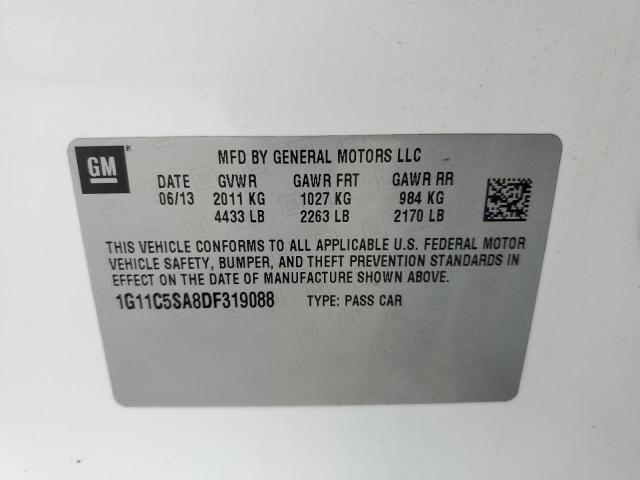 GM
MFD BY GENERAL MOTORS LLC
DATE GVWR GAWR FRT GAWR RR
06/13 2011 KG 1027 KG 984 KG
4433 LB 2263 LB 2170 LB
THIS VEHICLE CONFORMS TO ALL APPLICABLE U.S. FEDERAL MOTOR
VEHICLE SAFETY, BUMPER, AND THEFT PREVENTION STANDARDS IN
EFFECT ON THE DATE OF MANUFACTURE SHOWN ABOVE.
1G11C5SA8DF319088 TYPE: PASS CAR